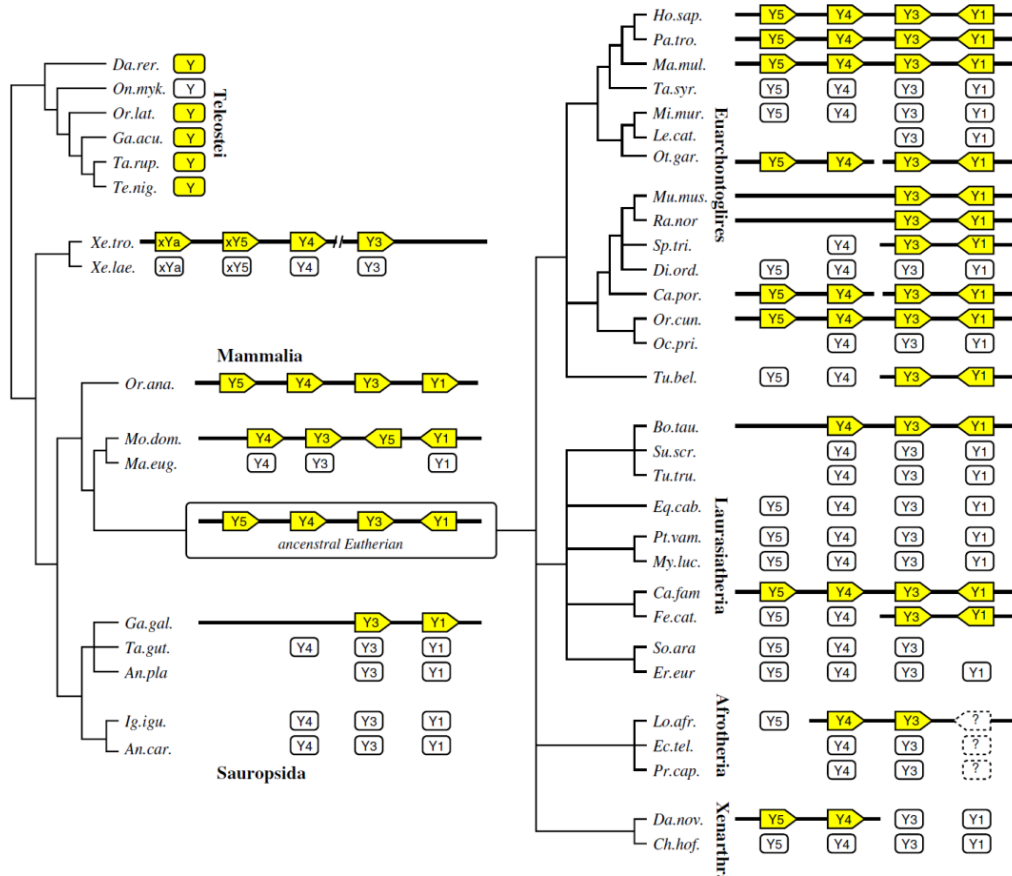 Da.rer. Y
On.myk. Y
Or.lat. Y
Ga.acu. Y
Ta.rup. Y
Te.nig. Y
Teleostei
Xe.tro. xYa xY5 Y4 // Y3
Xe.lae. xYa xY5 Y4 Y3
Mammalia
Or.ana. Y5 Y4 Y3 Y1
Mo.dom. Y4 Y3 Y5 Y1
Ma.eug. Y4 Y3 Y1
Y5 Y4 Y3 Y1
ancenstral Eutherian
Ga.gal. Y3 Y1
Ta.gut. Y4 Y3 Y1
An.pla Y3 Y1
Ig.igu. Y4 Y3 Y1
An.car. Y4 Y3 Y1
Sauropsida
Ho.sap. Y5 Y4 Y3 Y1
Pa.tro. Y5 Y4 Y3 Y1
Ma.mul. Y5 Y4 Y3 Y1
Ta.syr. Y5 Y4 Y3 Y1
Mi.mur. Y5 Y4 Y3 Y1
Le.cat. Y3 Y1
Ot.gar. Y5 Y4 Y3 Y1
Mu.mus. Y3 Y1
Ra.nor Y3 Y1
Sp.tri. Y4 Y3 Y1
Di.ord. Y5 Y4 Y3 Y1
Ca.por. Y5 Y4 Y3 Y1
Or.cun. Y5 Y4 Y3 Y1
Oc.pri. Y4 Y3 Y1
Tu.bel. Y5 Y4 Y3 Y1
Euarchontoglires
Bo.tau. Y4 Y3 Y1
Su.scr. Y4 Y3 Y1
Tu.tru. Y4 Y3 Y1
Eq.cab. Y5 Y4 Y3 Y1
Pt.vam. Y5 Y4 Y3 Y1
My.luc. Y5 Y4 Y3 Y1
Ca.fam Y5 Y4 Y3 Y1
Fe.cat. Y5 Y4 Y3 Y1
So.ara Y5 Y4 Y3
Er.eur Y5 Y4 Y3 Y1
Laurasiatheria
Lo.afr. Y5 Y4 Y3 ?
Ec.tel. Y4 Y3 ?
Pr.cap. Y4 Y3 ?
Afrotheria
Da.nov. Y5 Y4 Y3 Y1
Ch.hof. Y5 Y4 Y3 Y1
Xenarthr